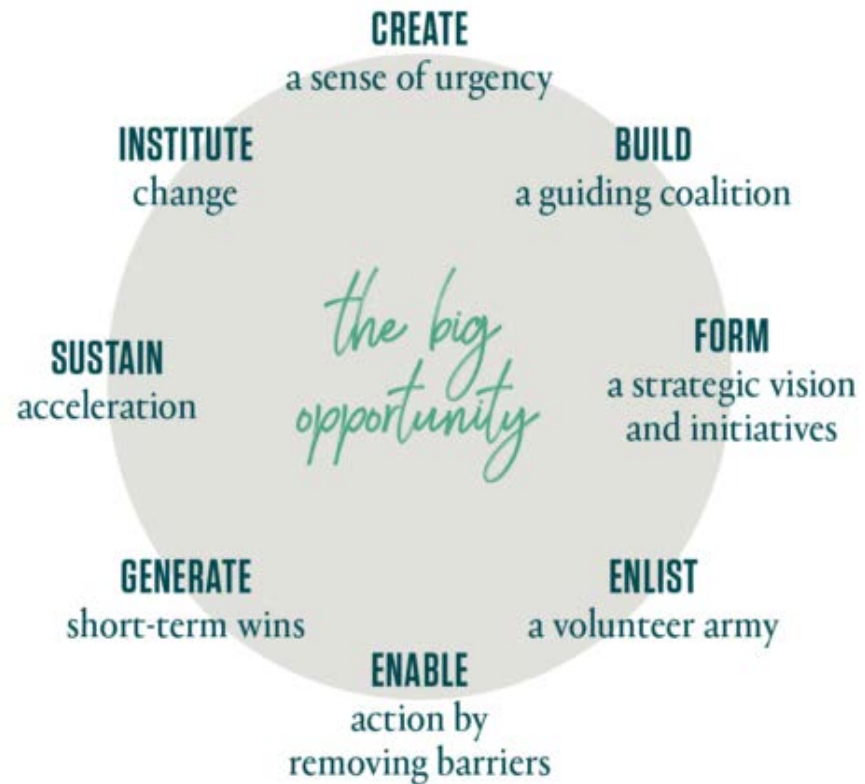 CREATE
a sense of urgency
BUILD
a guiding coalition
FORM
a strategic vision
and initiatives
ENLIST
a volunteer army
ENABLE
action by
removing barriers
GENERATE
short-term wins
SUSTAIN
acceleration
INSTITUTE
change
the big
opportunity